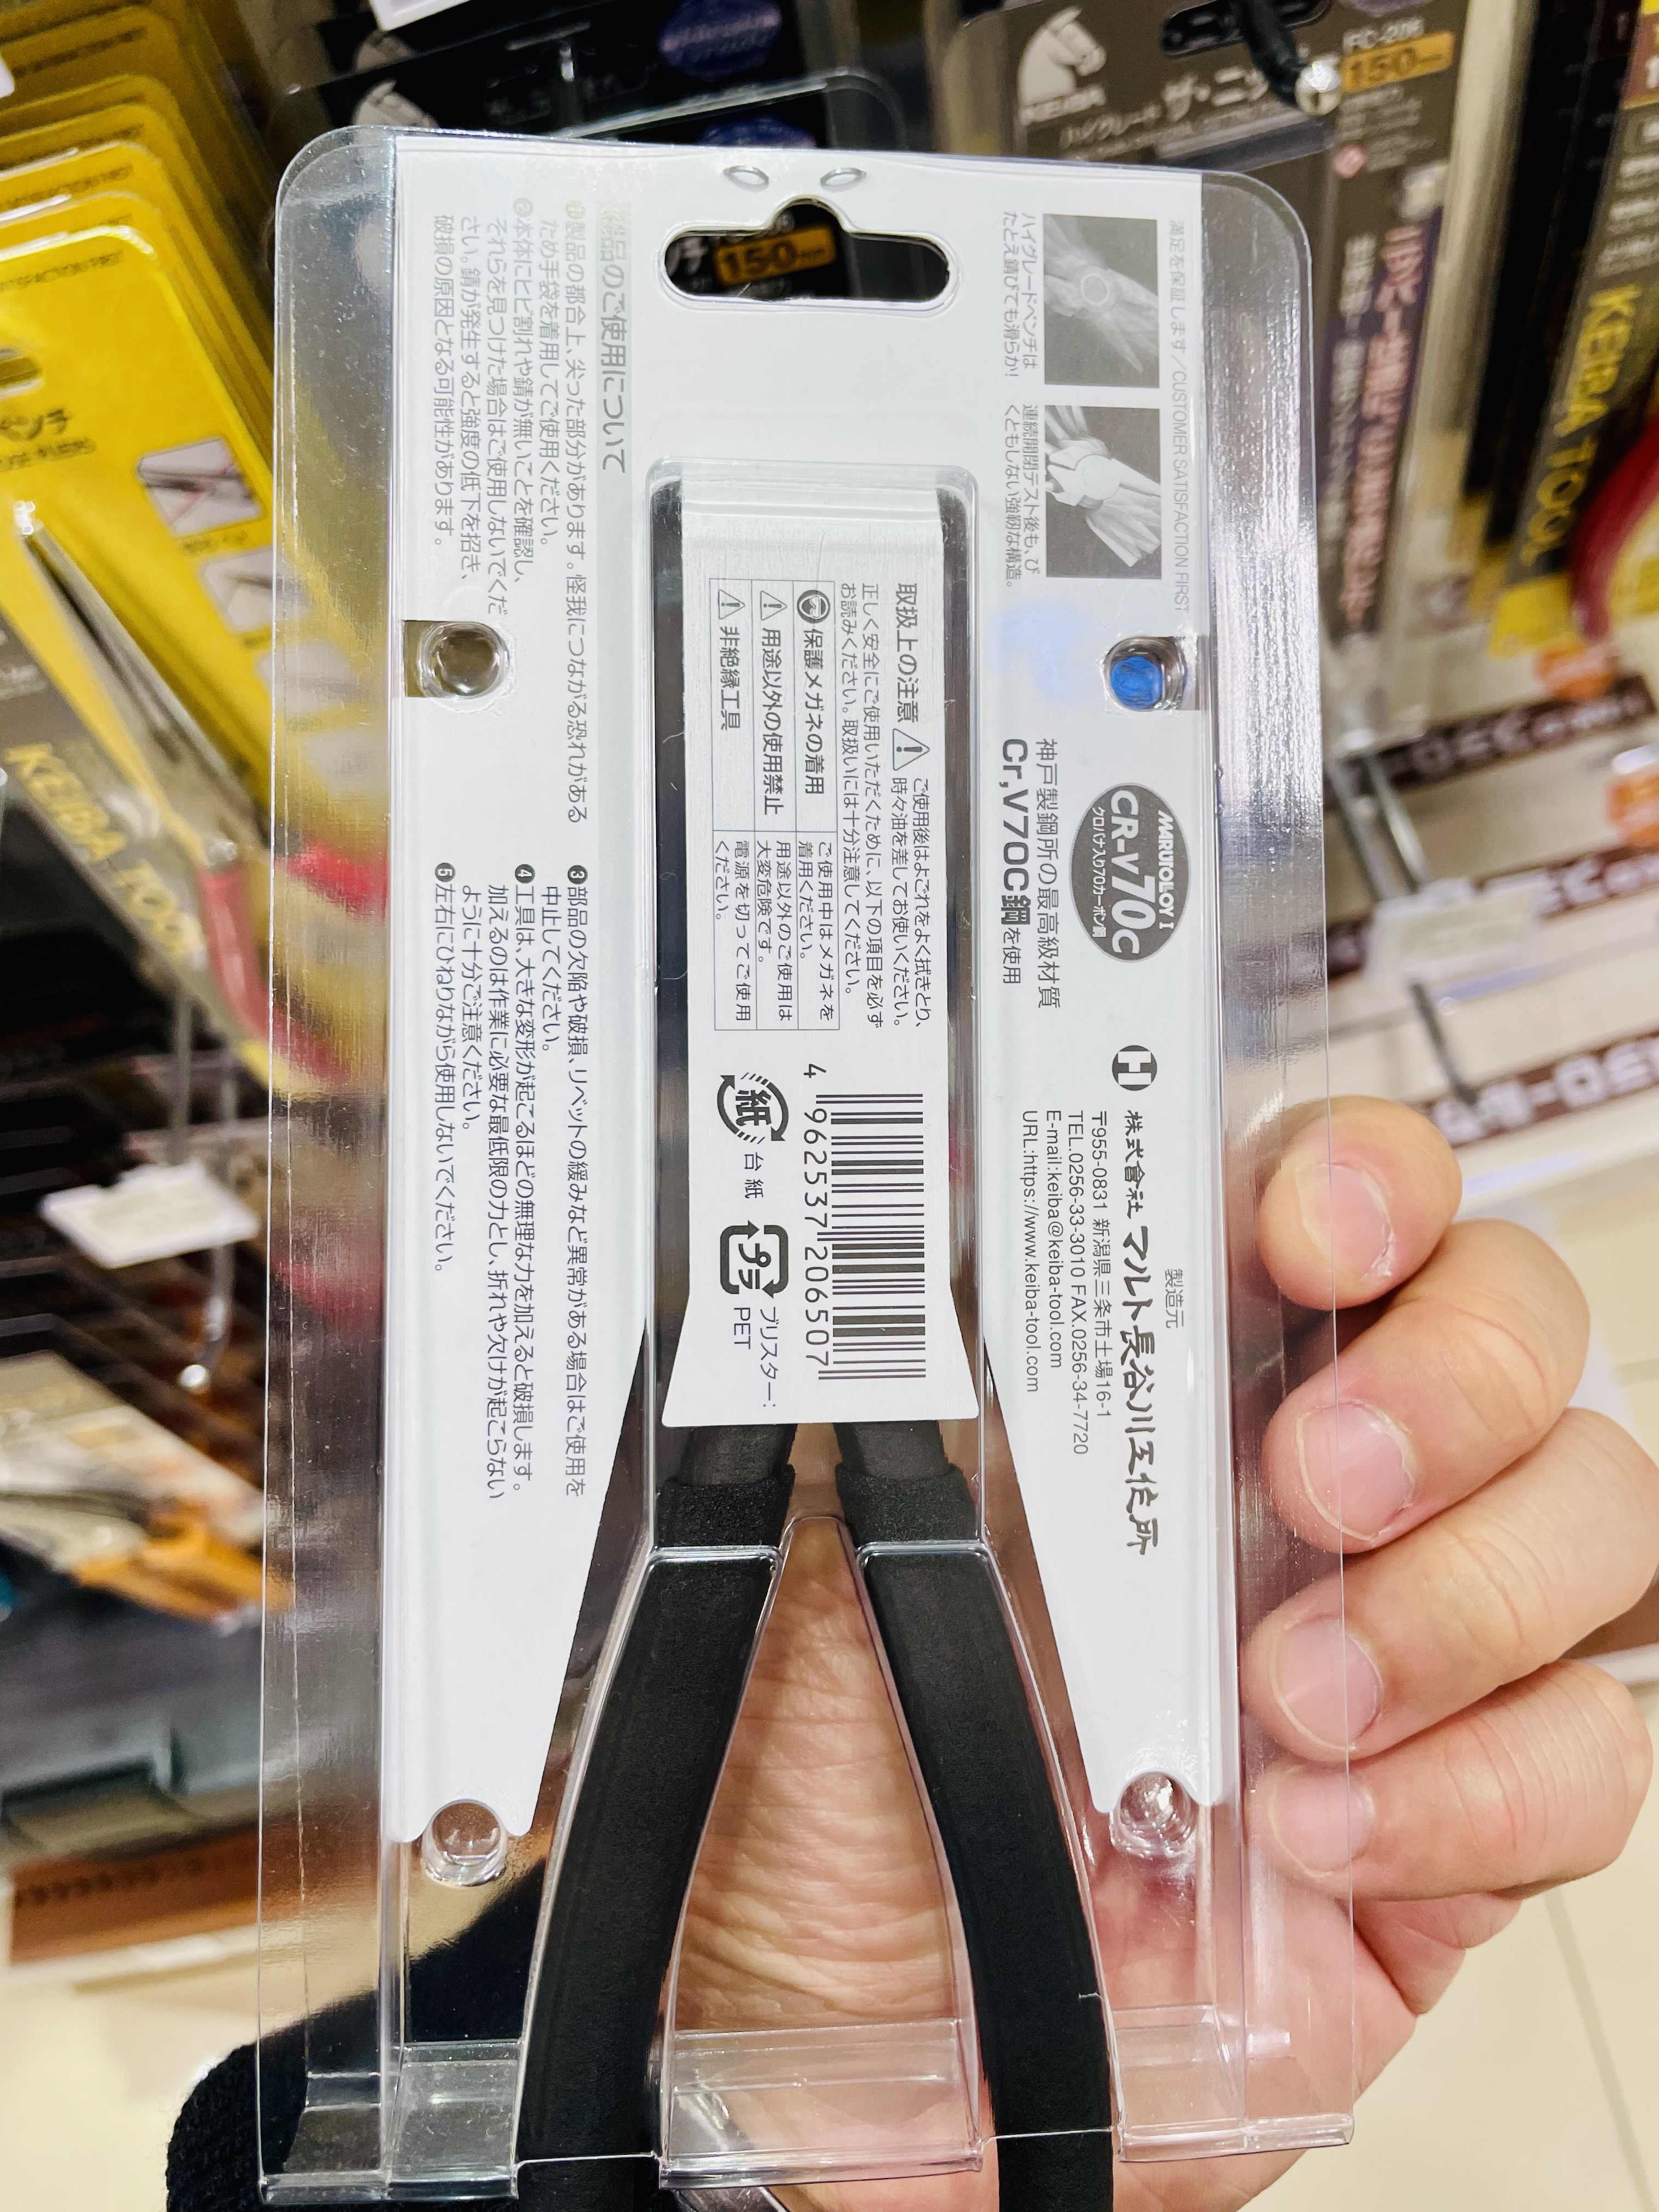 満足を保証します／CUSTOMER SATISFACTION FIRST
ハイグレードペンチは
たとえ錆びても滑らか!
連続開閉テスト後も、び
くともしない強靭な構造。
MARUTOLLOY I
CR-V70C
クロバナ入り70カーボン鋼
神戸製鋼所の最高級材質
Cr,V70C鋼を使用
製造元
株式會社 マルト長谷川工作所
〒955-0831 新潟県三条市土場16-1
TEL.0256-33-3010 FAX.0256-34-7720
E-mail:keiba@keiba-tool.com
URL:https://www.keiba-tool.com
取扱上の注意
ご使用後はよごれをよく拭きとり、
時々油を差してお使いください。
正しく安全にご使用いただくために、以下の項目を必ず
お読みください。取扱いには十分注意してください。
保護メガネの着用
ご使用中はメガネを
着用ください。
用途以外の使用禁止
用途以外のご使用は
大変危険です。
非絶縁工具
電源を切ってご使用
ください。
4 962537 206507
紙
台紙
プラ
ブリスター:
PET
製品のご使用について
❶製品の都合上、尖った部分があります。怪我につながる恐れがある
ため手袋を着用してご使用ください。
❷本体にヒビ割れや錆が無いことを確認し、
それらを見つけた場合はご使用しないでくだ
さい。錆が発生すると強度の低下を招き、
破損の原因となる可能性があります。
❸部品の欠陥や破損、リベットの緩みなど異常がある場合はご使用を
中止してください。
❹工具は、大きな変形が起こるほどの無理な力を加えると破損します。
加えるのは作業に必要な最低限の力とし、折れや欠けが起こらない
ように十分ご注意ください。
❺左右にひねりながら使用しないでください。
150mm
KEIBA
ハイグレード
ザ・ニッ
FC-206
150mm
KEIBA TOOL
KEIBA TOOL